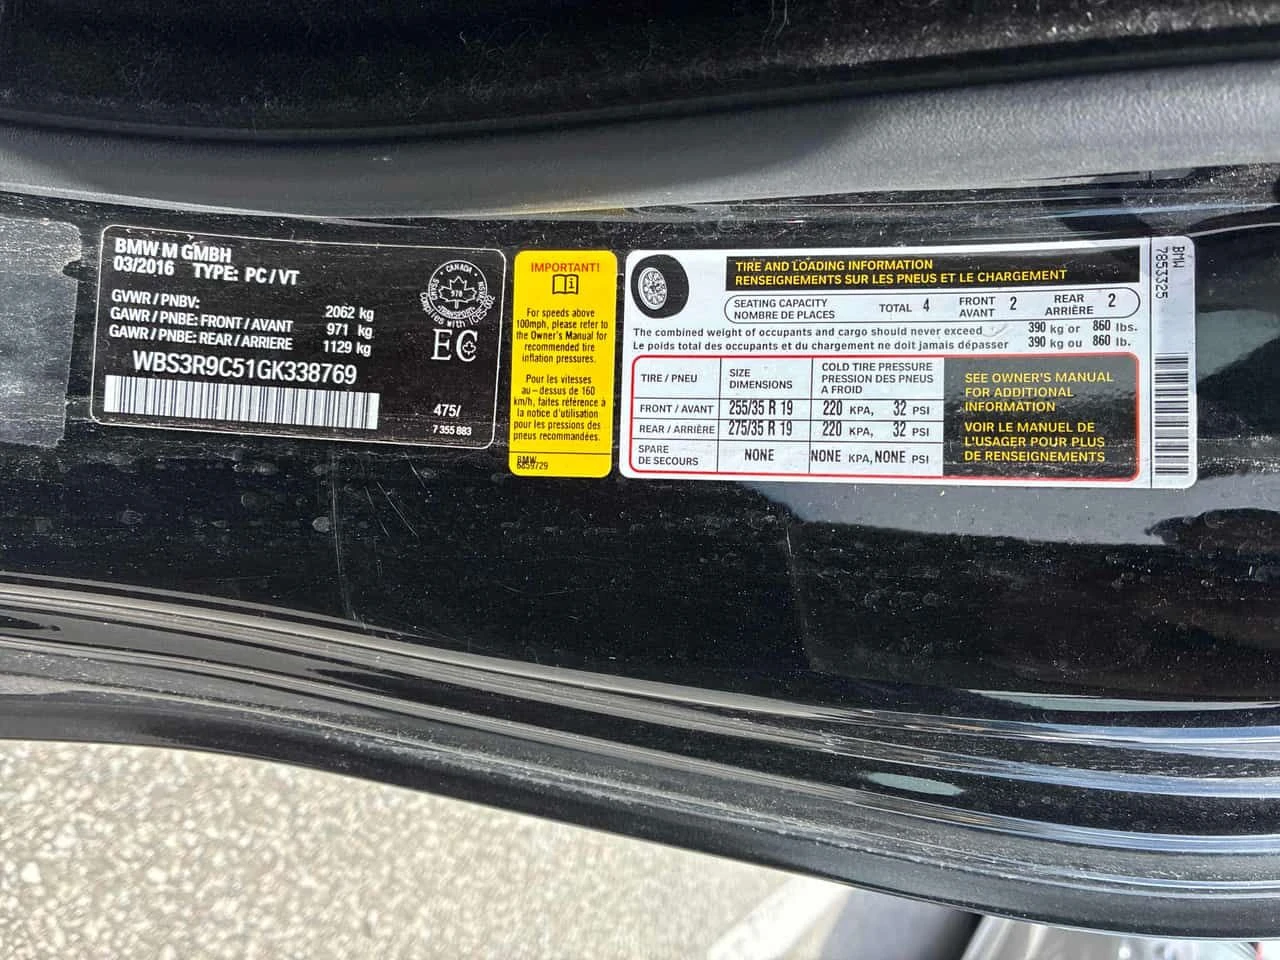 BMW M GMBH
03/2016 TYPE: PC/VT
GVWR / PNBV: 2062 kg
GAWR / PNBE: FRONT / AVANT 971 kg
GAWR / PNBE: REAR / ARRIERE 1129 kg
WBS3R9C51GK338769
CANADA
978
TRANSPORT
EC
475/
7 355 883
IMPORTANT!
i
For speeds above
100mph, please refer to
the Owner's Manual for
recommended tire
inflation pressures.
Pour les vitesses
au-dessus de 160
km/h, faites référence à
la notice d'utilisation
pour les pressions des
pneus recommandées.
BMW
6859729
TIRE AND LOADING INFORMATION
RENSEIGNEMENTS SUR LES PNEUS ET LE CHARGEMENT
SEATING CAPACITY
NOMBRE DE PLACES
TOTAL 4
FRONT
AVANT 2
REAR
ARRIÈRE 2
The combined weight of occupants and cargo should never exceed 390 kg or 860 lbs.
Le poids total des occupants et du chargement ne doit jamais dépasser 390 kg ou 860 lb.
TIRE / PNEU
SIZE
DIMENSIONS
COLD TIRE PRESSURE
PRESSION DES PNEUS
A FROID
FRONT / AVANT 255/35 R 19 220 KPA, 32 PSI
REAR / ARRIÈRE 275/35 R 19 220 KPA, 32 PSI
SPARE
DE SECOURS
NONE NONE KPA, NONE PSI
SEE OWNER'S MANUAL
FOR ADDITIONAL
INFORMATION
VOIR LE MANUEL DE
L'USAGER POUR PLUS
DE RENSEIGNEMENTS
BMW
7853325